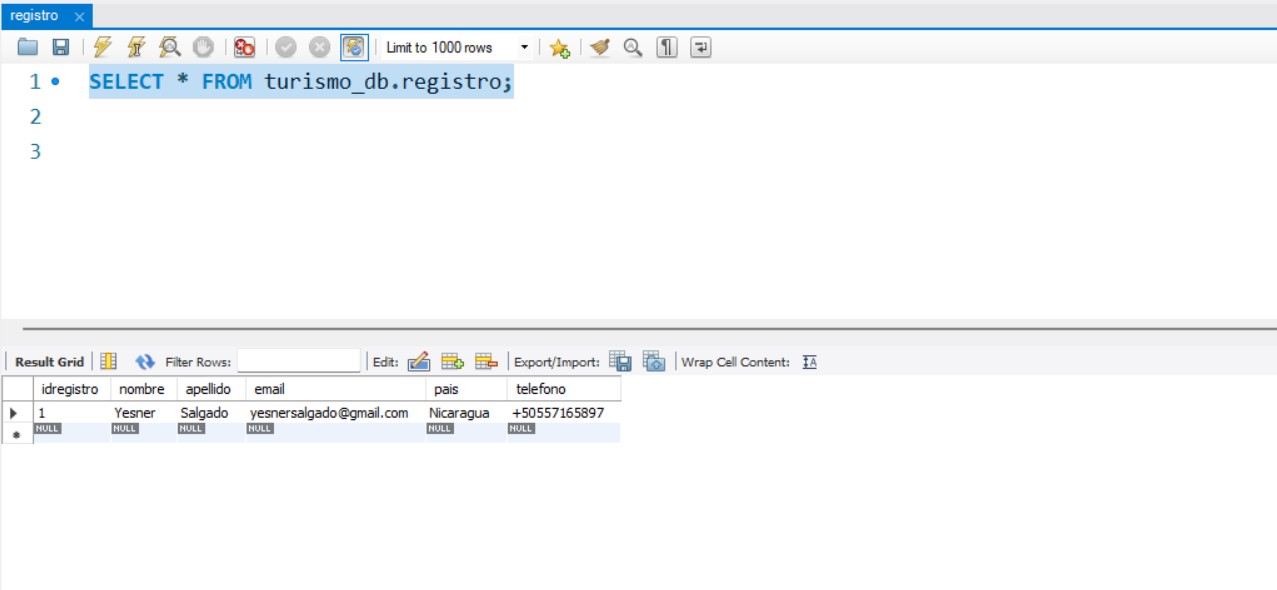 registro
Limit to 1000 rows
1 SELECT * FROM turismo_db.registro;
2
3
Result Grid Filter Rows: Edit: Export/Import: Wrap Cell Content:
idregistro nombre apellido email pais telefono
1 Yesner Salgado yesnersalgado@gmail.com Nicaragua +50557165897
NULL NULL NULL NULL NULL NULL